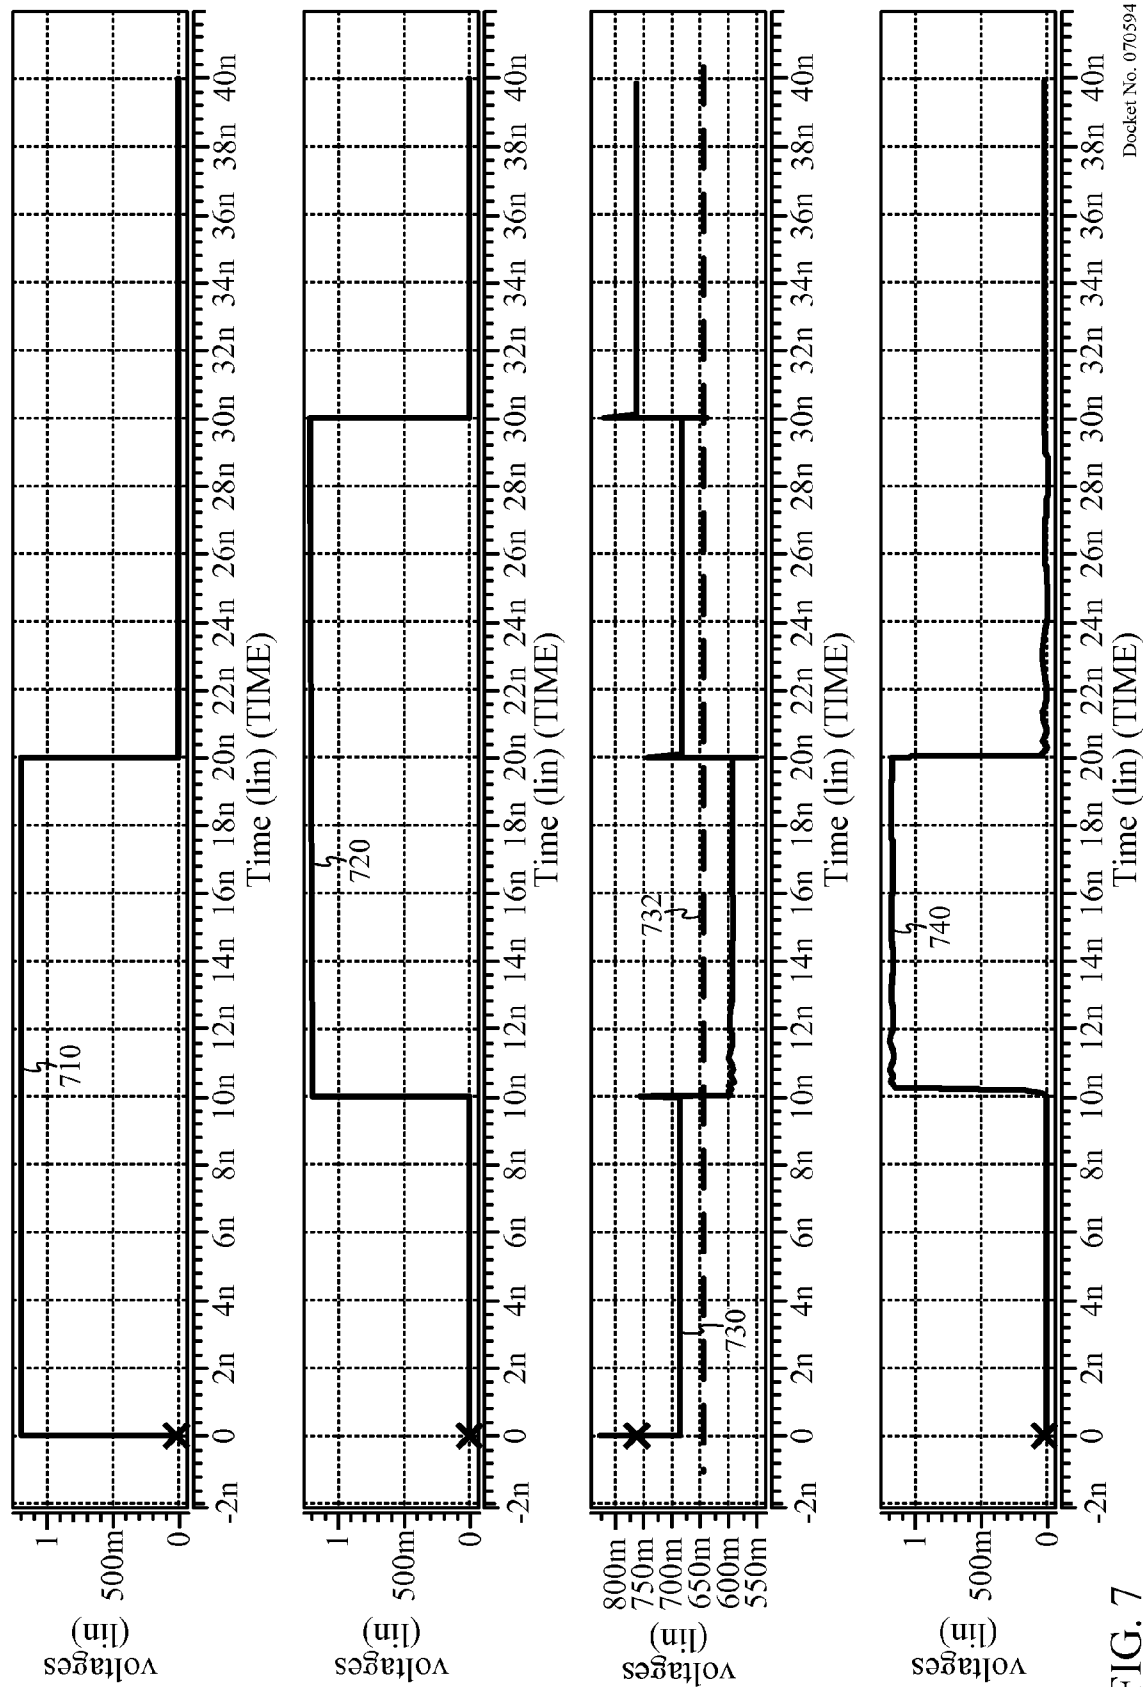 voltages
(lin)
1
500m
0
-2n 0 2n 4n 6n 8n 10n 12n 14n 16n 18n 20n 22n 24n 26n 28n 30n 32n 34n 36n 38n 40n
Time (lin) (TIME)
710
voltages
(lin)
1
500m
0
-2n 0 2n 4n 6n 8n 10n 12n 14n 16n 18n 20n 22n 24n 26n 28n 30n 32n 34n 36n 38n 40n
Time (lin) (TIME)
720
voltages
(lin)
800m
750m
700m
650m
600m
550m
-2n 0 2n 4n 6n 8n 10n 12n 14n 16n 18n 20n 22n 24n 26n 28n 30n 32n 34n 36n 38n 40n
Time (lin) (TIME)
732
730
voltages
(lin)
1
500m
0
-2n 0 2n 4n 6n 8n 10n 12n 14n 16n 18n 20n 22n 24n 26n 28n 30n 32n 34n 36n 38n 40n
Time (lin) (TIME)
740
FIG. 7
Docket No. 070594